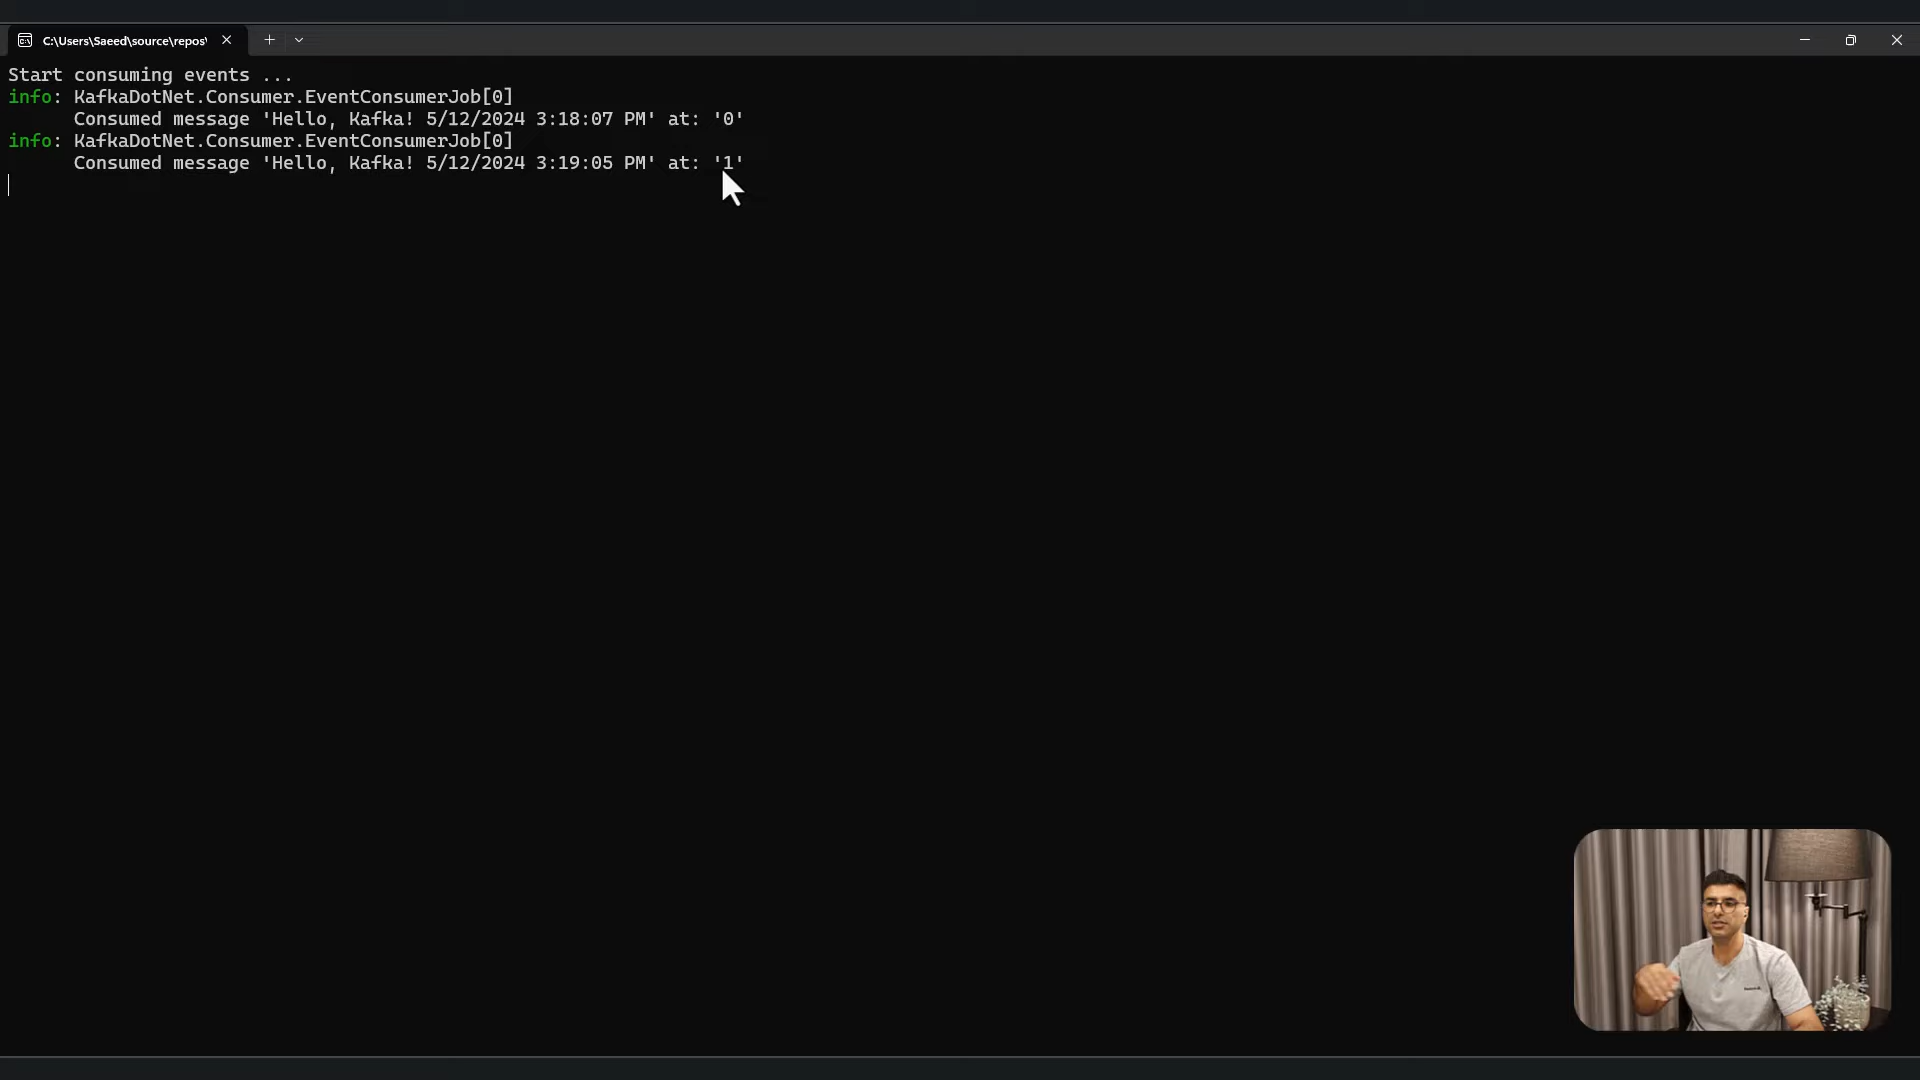 C:\Users\Saeed\source\repos\
Start consuming events ...
info: KafkaDotNet.Consumer.EventConsumerJob[0]
Consumed message 'Hello, Kafka! 5/12/2024 3:18:07 PM' at: '0'
info: KafkaDotNet.Consumer.EventConsumerJob[0]
Consumed message 'Hello, Kafka! 5/12/2024 3:19:05 PM' at: '1'